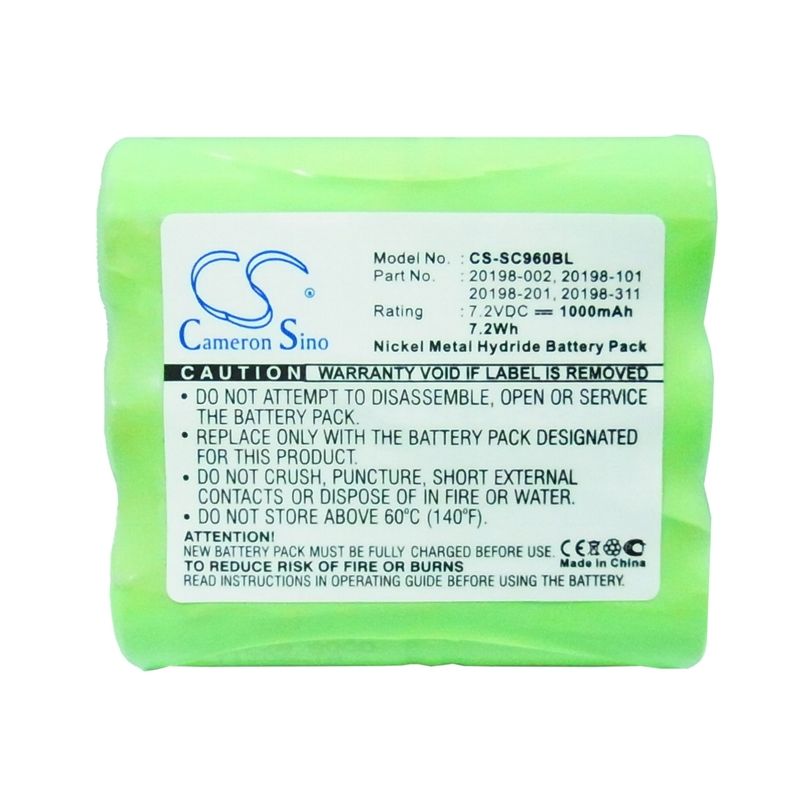 CS ®
Cameron Sino
Model No. : CS-SC960BL
Part No. : 20198-002, 20198-101
20198-201, 20198-311
Rating : 7.2VDC ⎓ 1000mAh
7.2Wh
Nickel Metal Hydride Battery Pack
CAUTION WARRANTY VOID IF LABEL IS REMOVED
• DO NOT ATTEMPT TO DISASSEMBLE, OPEN OR SERVICE
THE BATTERY PACK.
• REPLACE ONLY WITH THE BATTERY PACK DESIGNATED
FOR THIS PRODUCT.
• DO NOT CRUSH, PUNCTURE, SHORT EXTERNAL
CONTACTS OR DISPOSE OF IN FIRE OR WATER.
• DO NOT STORE ABOVE 60°C (140°F).
ATTENTION!
NEW BATTERY PACK MUST BE FULLY CHARGED BEFORE USE.
TO REDUCE RISK OF FIRE OR BURNS
READ INSTRUCTIONS IN OPERATING GUIDE BEFORE USING THE BATTERY.
CE
Made in China